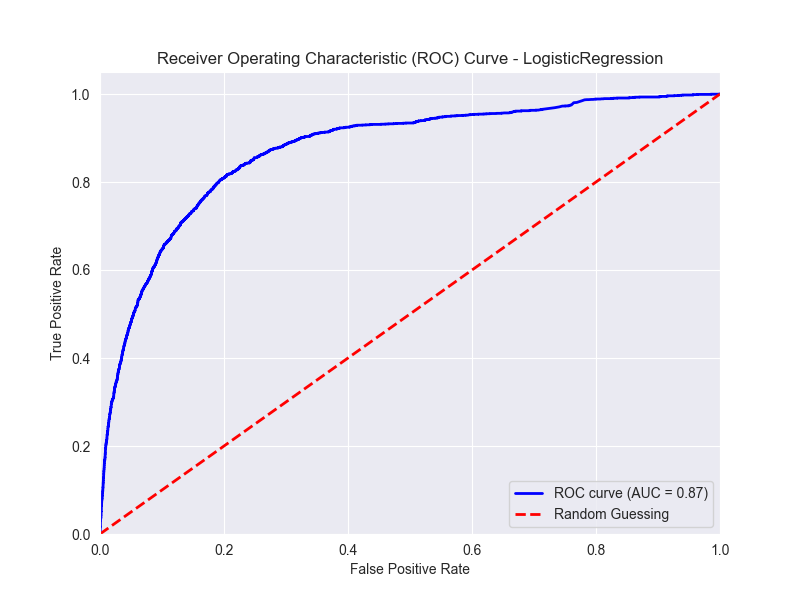 Receiver Operating Characteristic (ROC) Curve - LogisticRegression
1.0
0.8
0.6
0.4
0.2
0.0
True Positive Rate
0.0 0.2 0.4 0.6 0.8 1.0
False Positive Rate
ROC curve (AUC = 0.87)
Random Guessing